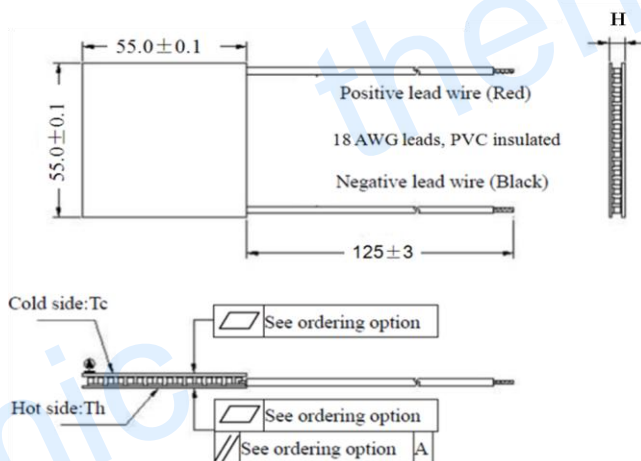 H
55.0±0.1
55.0±0.1
Positive lead wire (Red)
18 AWG leads, PVC insulated
Negative lead wire (Black)
125±3
Cold side:Tc
See ordering option
A
Hot side:Th
See ordering option
See ordering option A